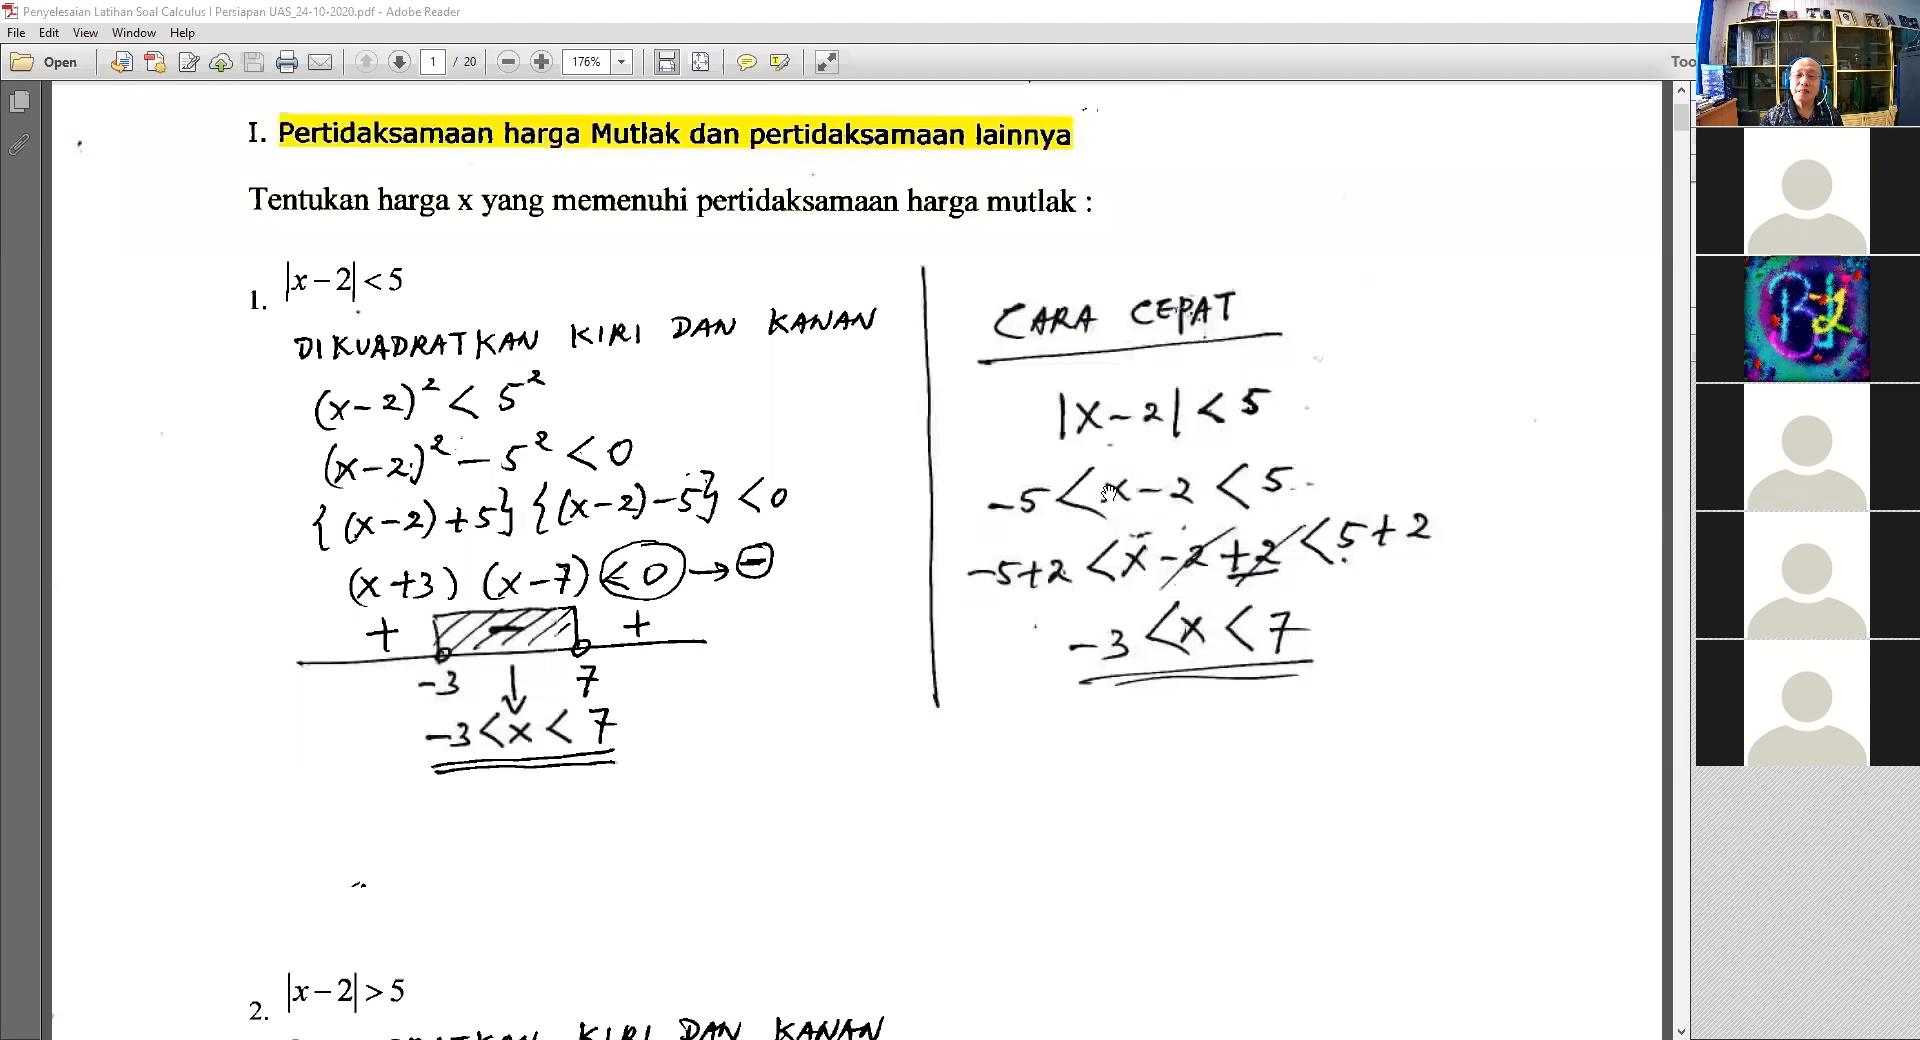 Penyelesaian Latihan Soal Calculus I Persiapan UAS_24-10-2020.pdf - Adobe Reader
File Edit View Window Help
Open 1 / 20 176% Too
I. Pertidaksamaan harga Mutlak dan pertidaksamaan lainnya
Tentukan harga x yang memenuhi pertidaksamaan harga mutlak :
1. |x − 2| < 5
DIKUADRATKAN KIRI DAN KANAN
(x-2)² < 5²
(x-2)² - 5² < 0
{(x-2)+5} {(x-2)-5} < 0
(x+3) (x-7) < 0 → ⊖
+ - +
-3 ↓ 7
-3 < x < 7
CARA CEPAT
|x-2| < 5
-5 < x-2 < 5
-5+2 < x-2+2 < 5+2
-3 < x < 7
2. |x − 2| > 5
KIRI DAN KANAN